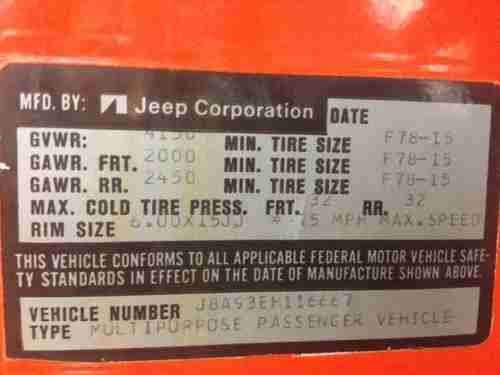 MFD. BY: Jeep Corporation DATE
GVWR: 4150 MIN. TIRE SIZE F78-15
GAWR. FRT. 2000 MIN. TIRE SIZE F78-15
GAWR. RR. 2450 MIN. TIRE SIZE F78-15
MAX. COLD TIRE PRESS. FRT. 32 RR. 32
RIM SIZE 75 MPH MAX.SPEED
THIS VEHICLE CONFORMS TO ALL APPLICABLE FEDERAL MOTOR VEHICLE SAFE-
TY STANDARDS IN EFFECT ON THE DATE OF MANUFACTURE SHOWN ABOVE.
VEHICLE NUMBER
TYPE MULTIPURPOSE PASSENGER VEHICLE